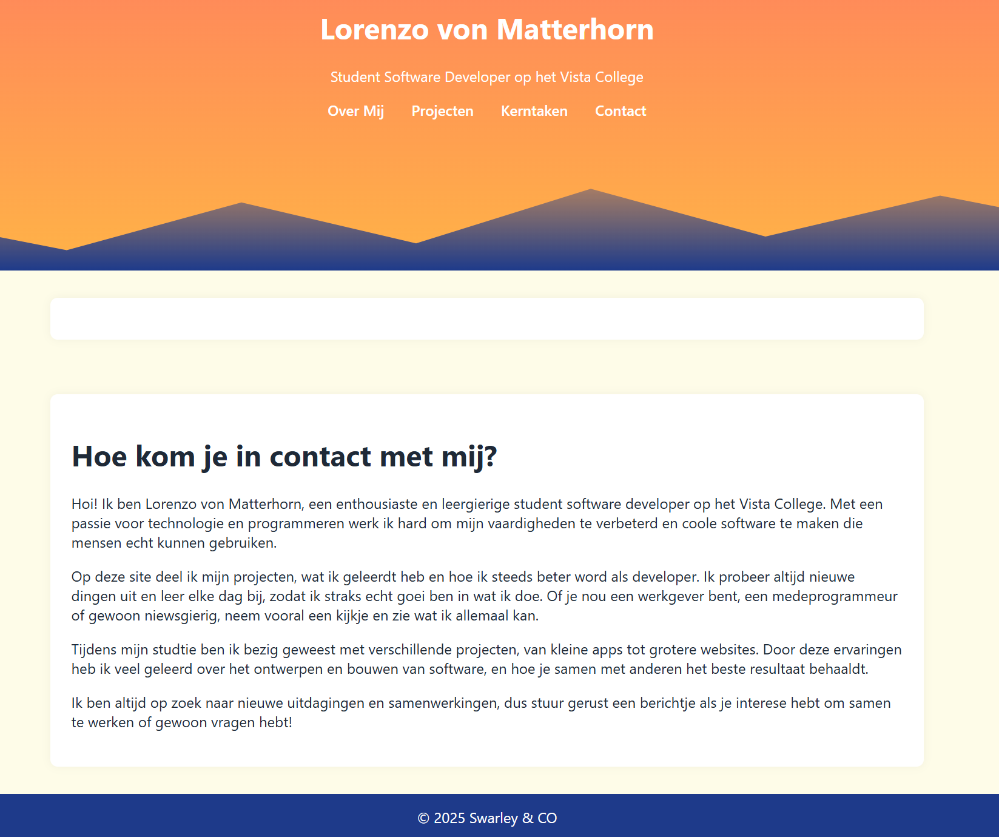 Lorenzo von Matterhorn
Student Software Developer op het Vista College
Over Mij Projecten Kerntaken Contact
Hoe kom je in contact met mij?
Hoi! Ik ben Lorenzo von Matterhorn, een enthousiaste en leergierige student software developer op het Vista College. Met een
passie voor technologie en programmeren werk ik hard om mijn vaardigheden te verbeterd en coole software te maken die
mensen echt kunnen gebruiken.
Op deze site deel ik mijn projecten, wat ik geleerdt heb en hoe ik steeds beter word als developer. Ik probeer altijd nieuwe
dingen uit en leer elke dag bij, zodat ik straks echt goei ben in wat ik doe. Of je nou een werkgever bent, een medeprogrammeur
of gewoon niewsgierig, neem vooral een kijkje en zie wat ik allemaal kan.
Tijdens mijn studtie ben ik bezig geweest met verschillende projecten, van kleine apps tot grotere websites. Door deze ervaringen
heb ik veel geleerd over het ontwerpen en bouwen van software, en hoe je samen met anderen het beste resultaat behaaldt.
Ik ben altijd op zoek naar nieuwe uitdagingen en samenwerkingen, dus stuur gerust een berichtje als je interese hebt om samen
te werken of gewoon vragen hebt!
© 2025 Swarley & CO